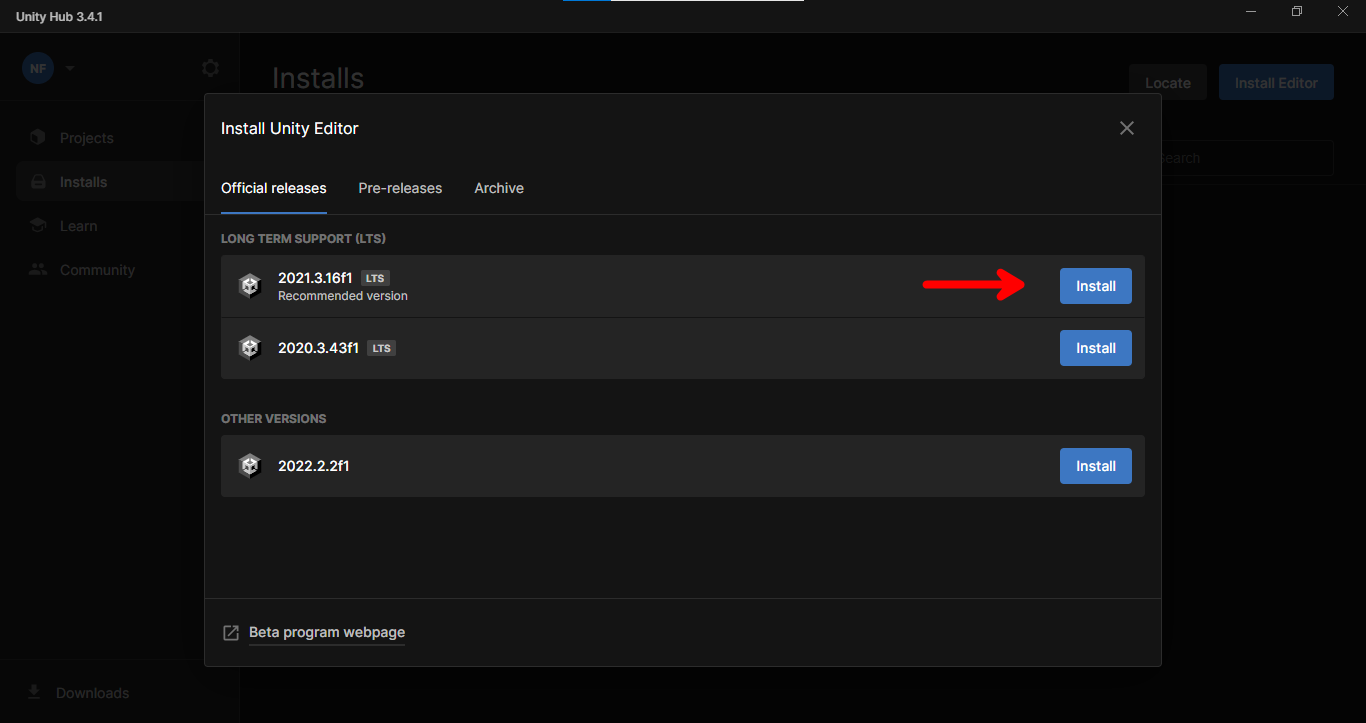 Unity Hub 3.4.1
NF
Installs
Locate
Install Editor
Projects
Installs
Learn
Community
Downloads
Install Unity Editor
Official releases
Pre-releases
Archive
LONG TERM SUPPORT (LTS)
2021.3.16f1 LTS
Recommended version
Install
2020.3.43f1 LTS
Install
OTHER VERSIONS
2022.2.2f1
Install
Beta program webpage